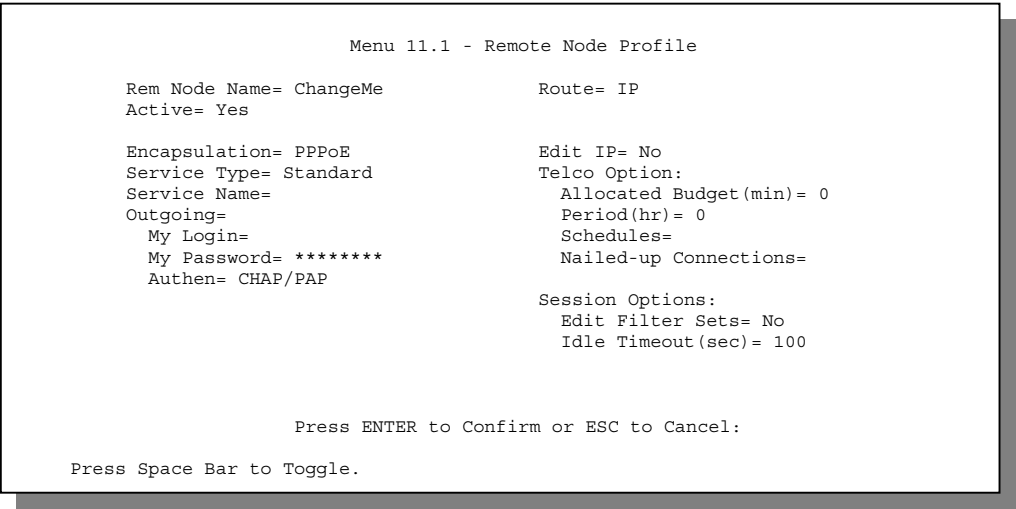 Menu 11.1 - Remote Node Profile
Rem Node Name= ChangeMe Route= IP
Active= Yes
Encapsulation= PPPoE Edit IP= No
Service Type= Standard Telco Option:
Service Name= Allocated Budget(min)= 0
Outgoing= Period(hr)= 0
My Login= Schedules=
My Password= ******** Nailed-up Connections=
Authen= CHAP/PAP
Session Options:
Edit Filter Sets= No
Idle Timeout(sec)= 100
Press ENTER to Confirm or ESC to Cancel:
Press Space Bar to Toggle.